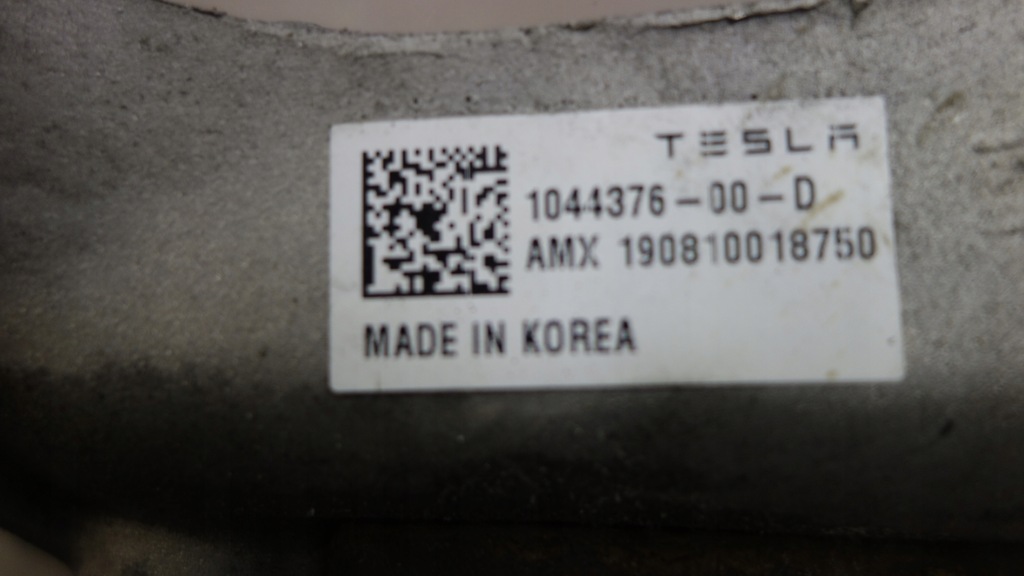 TESLA
1044376-00-D
AMX 190810018750
MADE IN KOREA